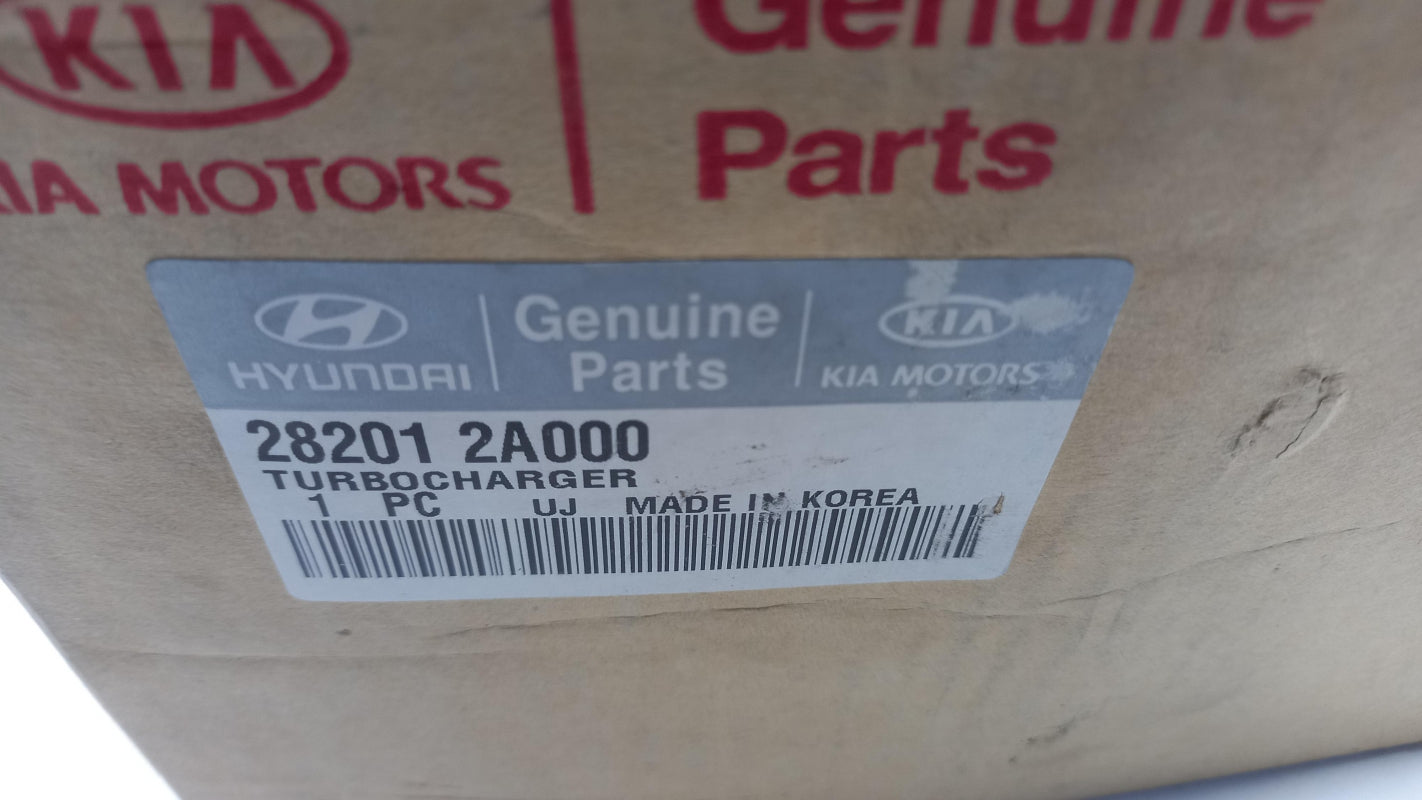 KIA
Genuine
KIA MOTORS
Parts
HYUNDAI
Genuine
Parts
KIA
KIA MOTORS
28201 2A000
TURBOCHARGER
1 PC UJ MADE IN KOREA